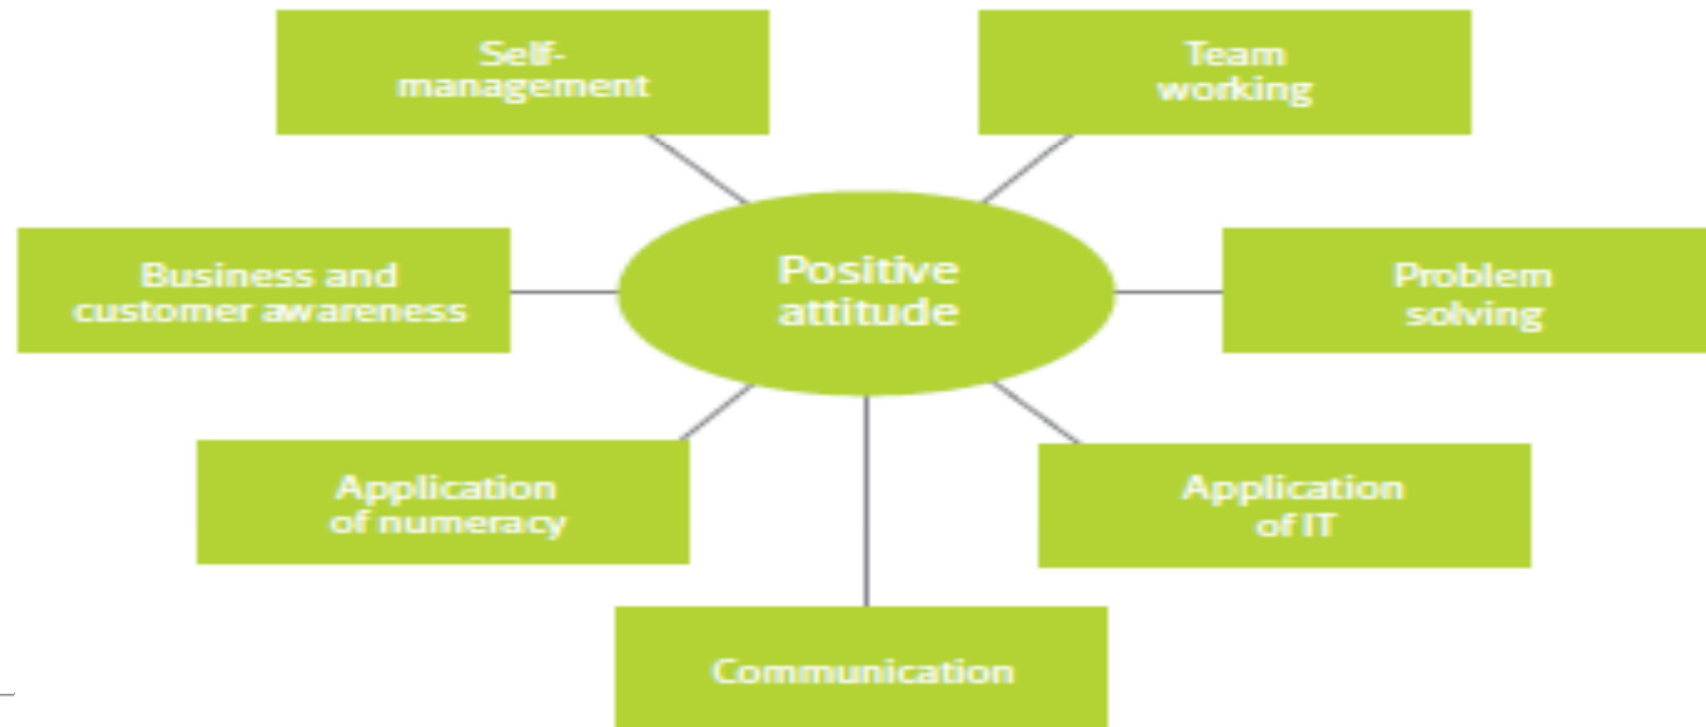 Self-
management
Team
working
Business and
customer awareness
Positive
attitude
Problem
solving
Application
of numeracy
Application
of IT
Communication